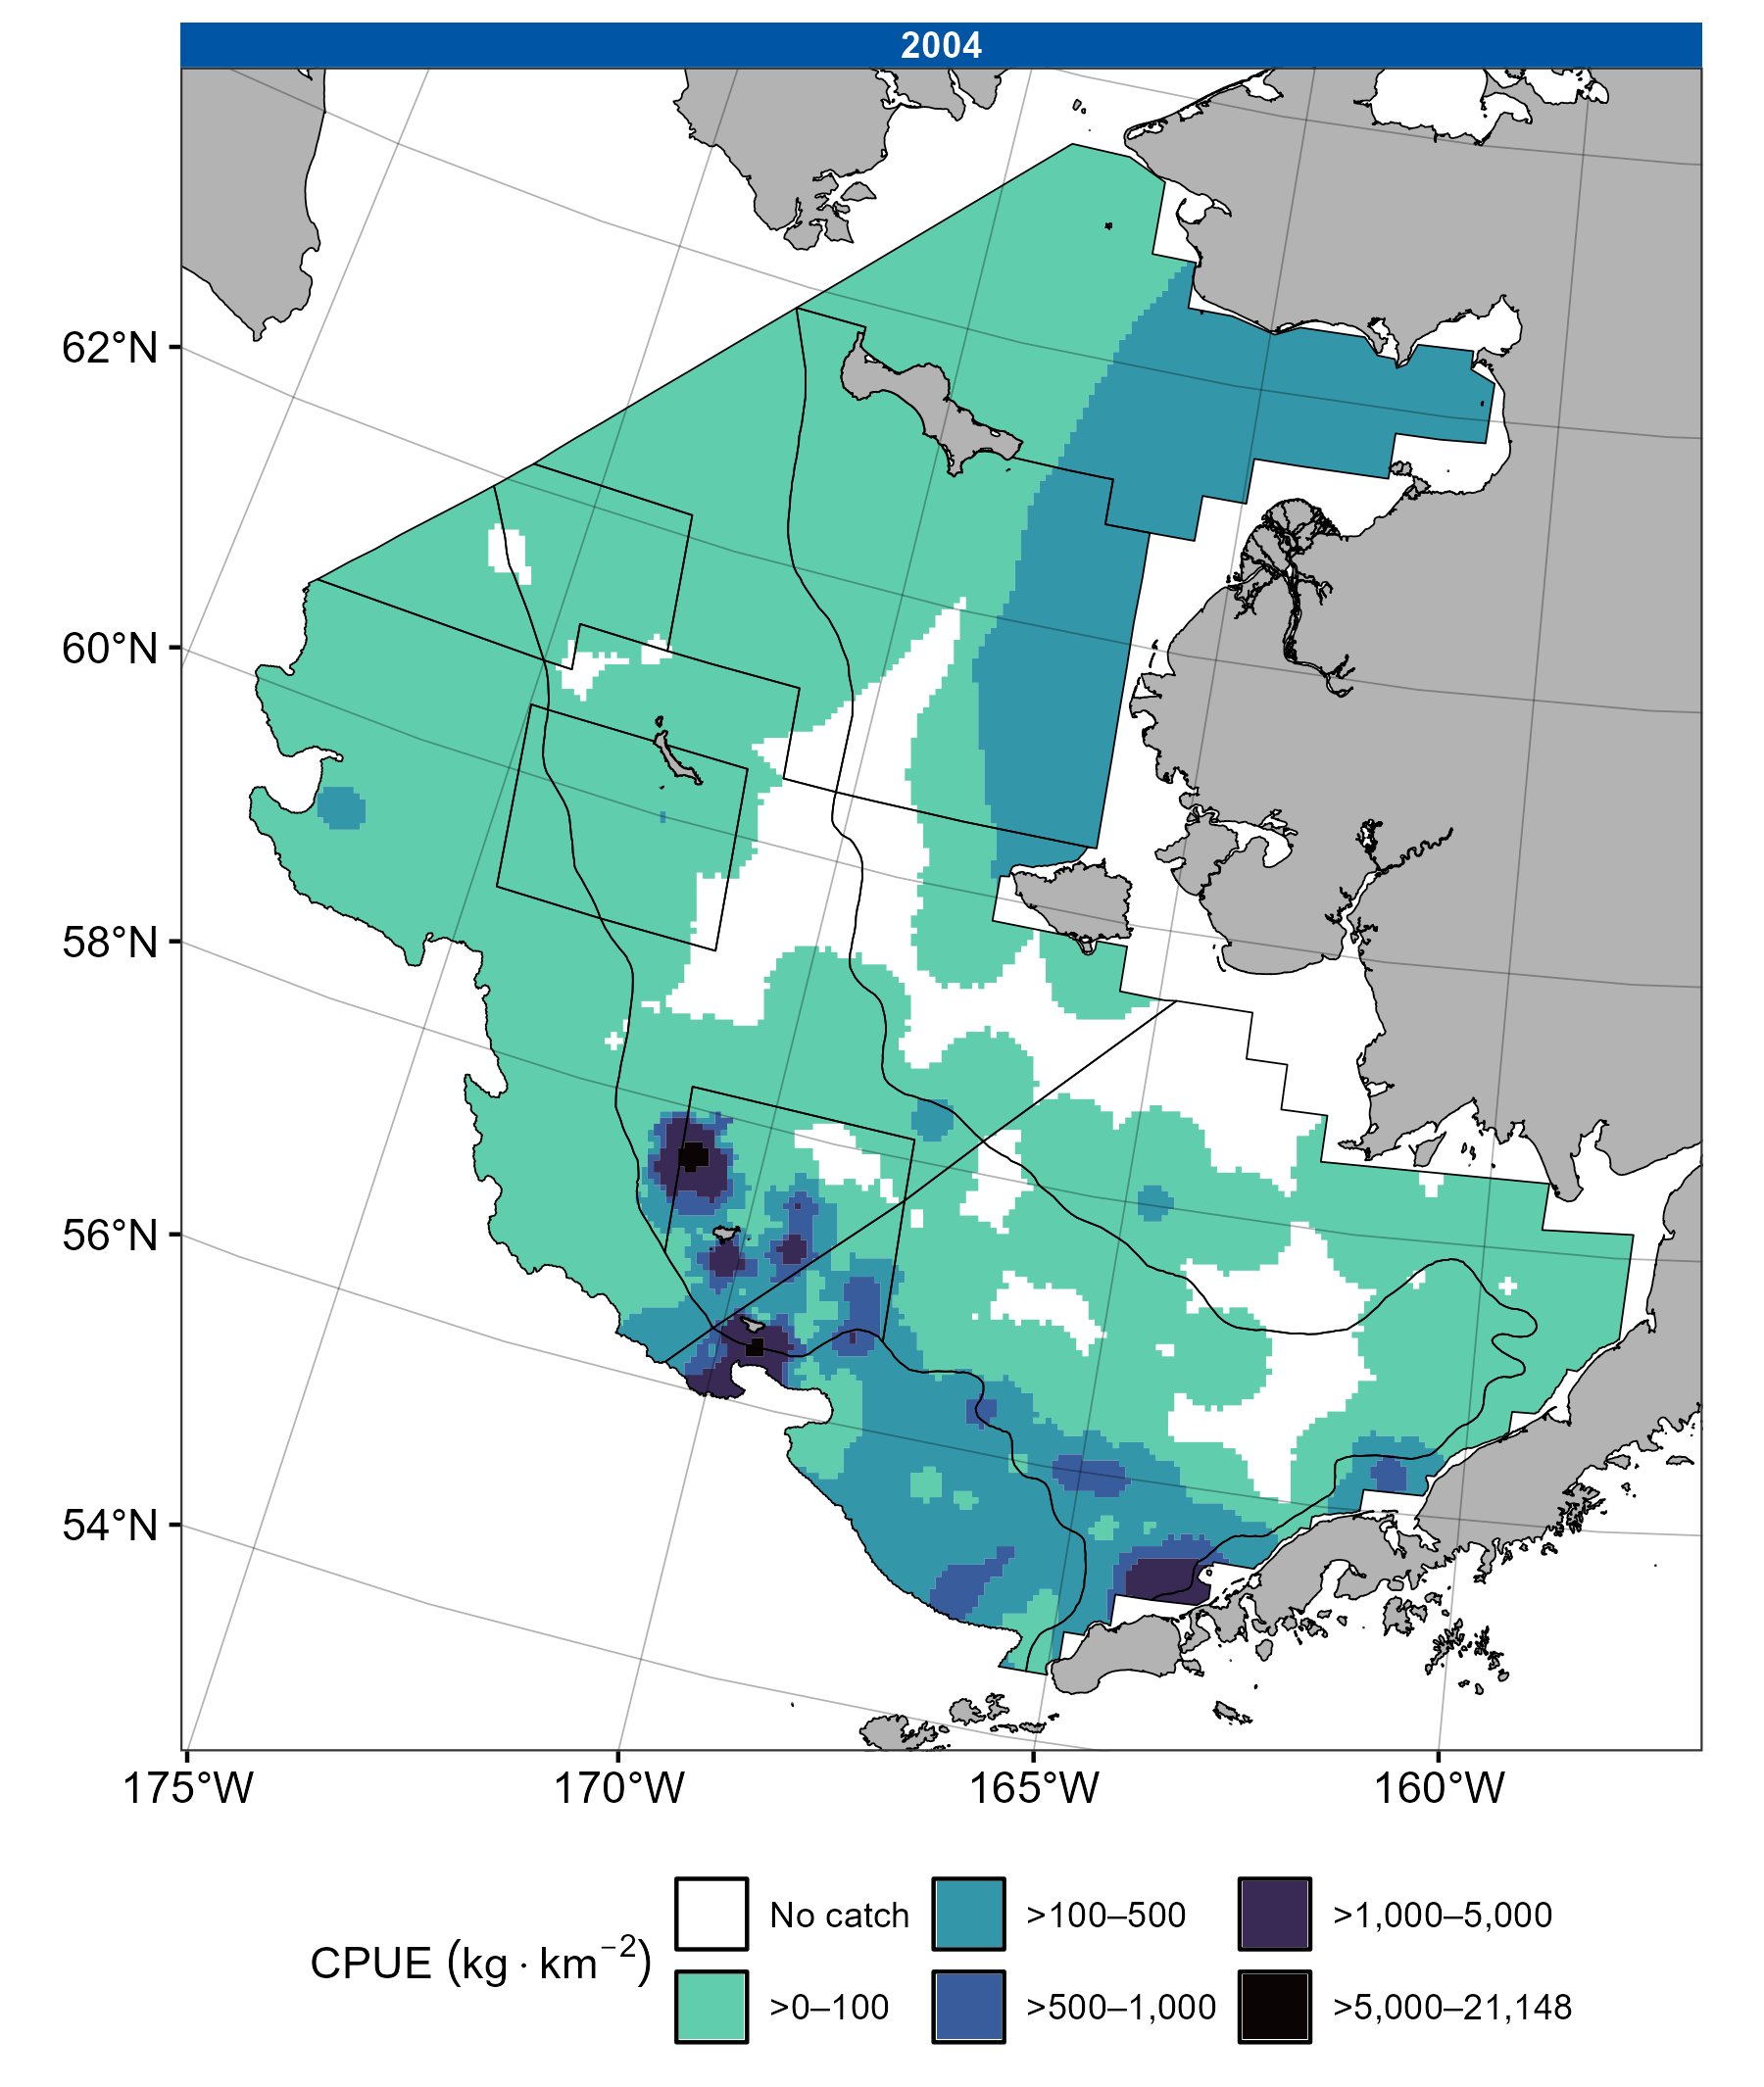 2004
62°N
60°N
58°N
56°N
54°N
175°W 170°W 165°W 160°W
CPUE (kg · km⁻²)
No catch >100–500 >1,000–5,000
>0–100 >500–1,000 >5,000–21,148